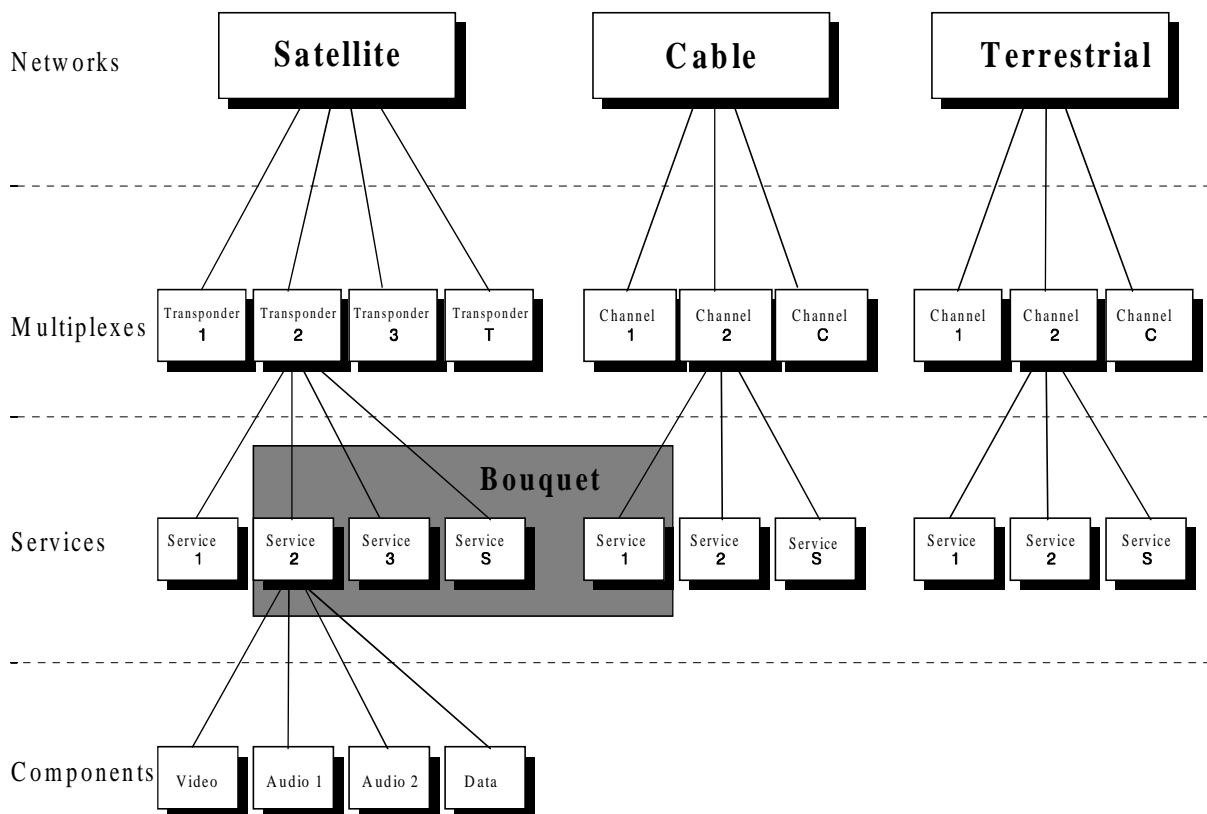 Networks
Satellite
Cable
Terrestrial
Multiplexes
Transponder
1
Transponder
2
Transponder
3
Transponder
T
Channel
1
Channel
2
Channel
C
Channel
1
Channel
2
Channel
C
Bouquet
Services
Service
1
Service
2
Service
3
Service
S
Service
1
Service
2
Service
S
Service
1
Service
2
Service
S
Components
Video
Audio 1
Audio 2
Data